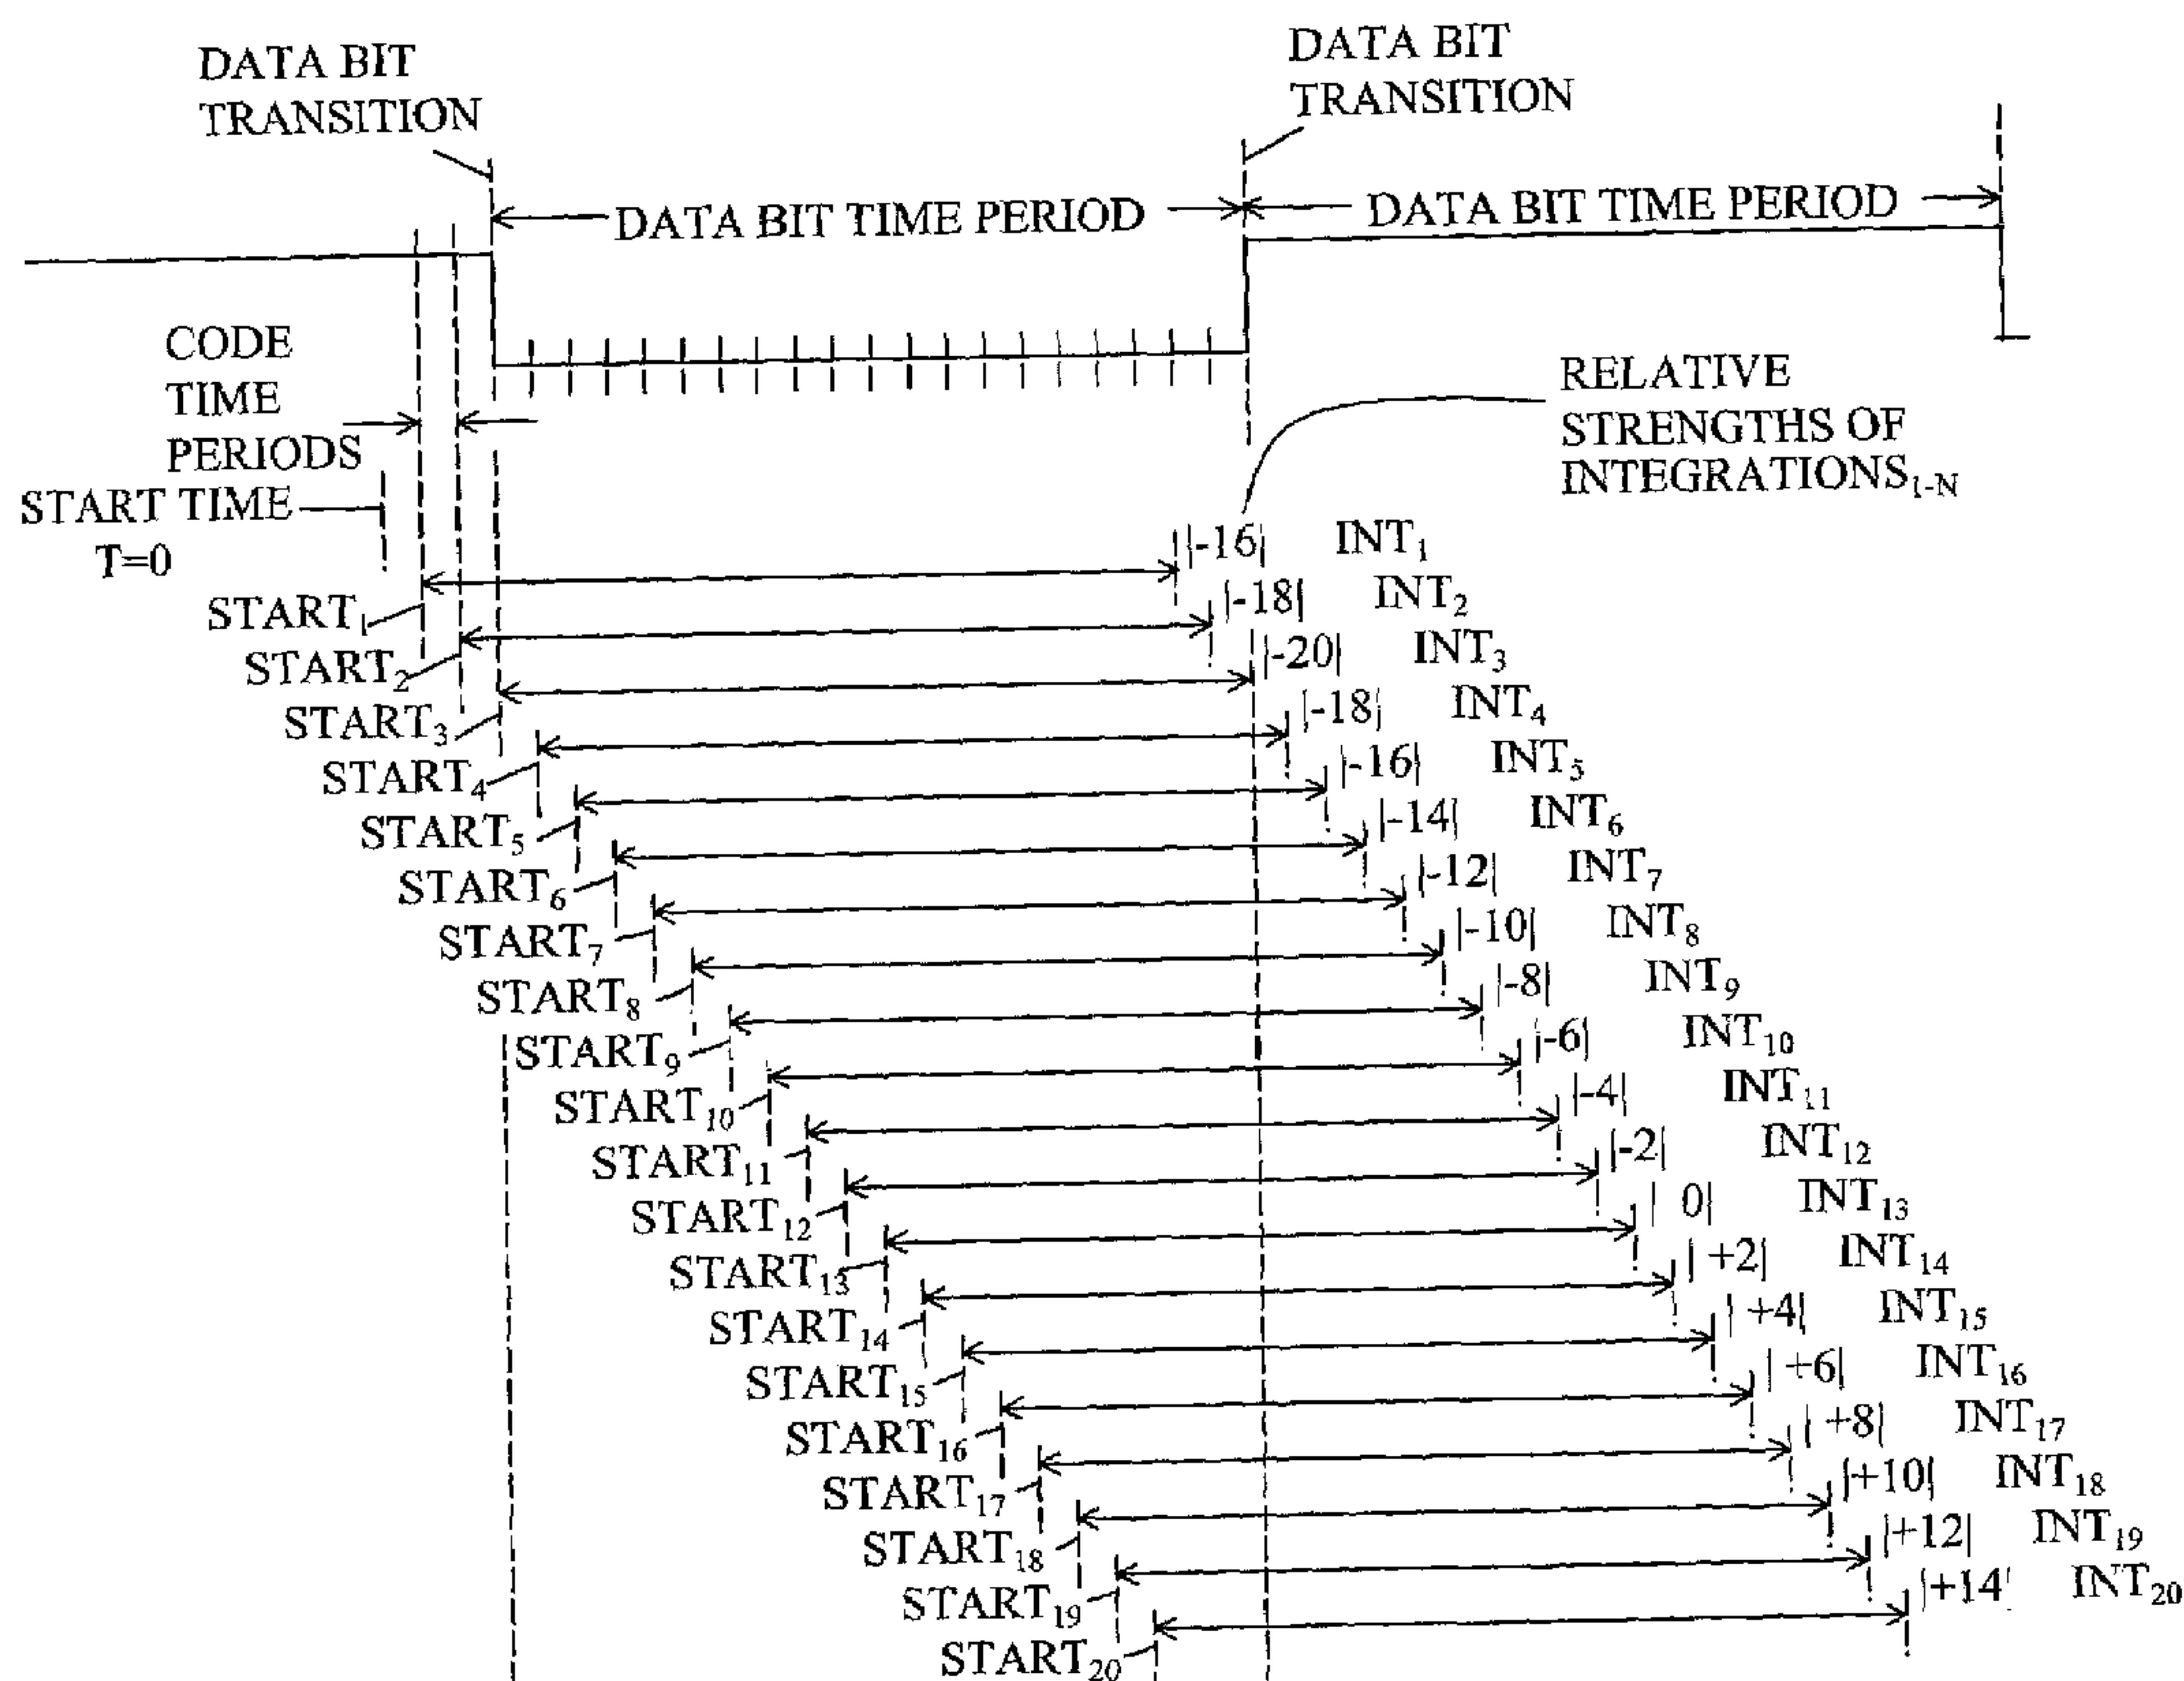 DATA BIT
TRANSITION
DATA BIT
TRANSITION
DATA BIT TIME PERIOD
DATA BIT TIME PERIOD
CODE
TIME
PERIODS
RELATIVE
STRENGTHS OF
INTEGRATIONS1-N
START TIME
T=0
|-16| INT1
START1
|-18| INT2
START2
|-20| INT3
START3
|-18| INT4
START4
|-16| INT5
START5
|-14| INT6
START6
|-12| INT7
START7
|-10| INT8
START8
|-8| INT9
START9
|-6| INT10
START10
|-4| INT11
START11
|-2| INT12
START12
| 0| INT13
START13
| +2| INT14
START14
| +4| INT15
START15
| +6| INT16
START16
| +8| INT17
START17
|+10| INT18
START18
|+12| INT19
START19
|+14| INT20
START20